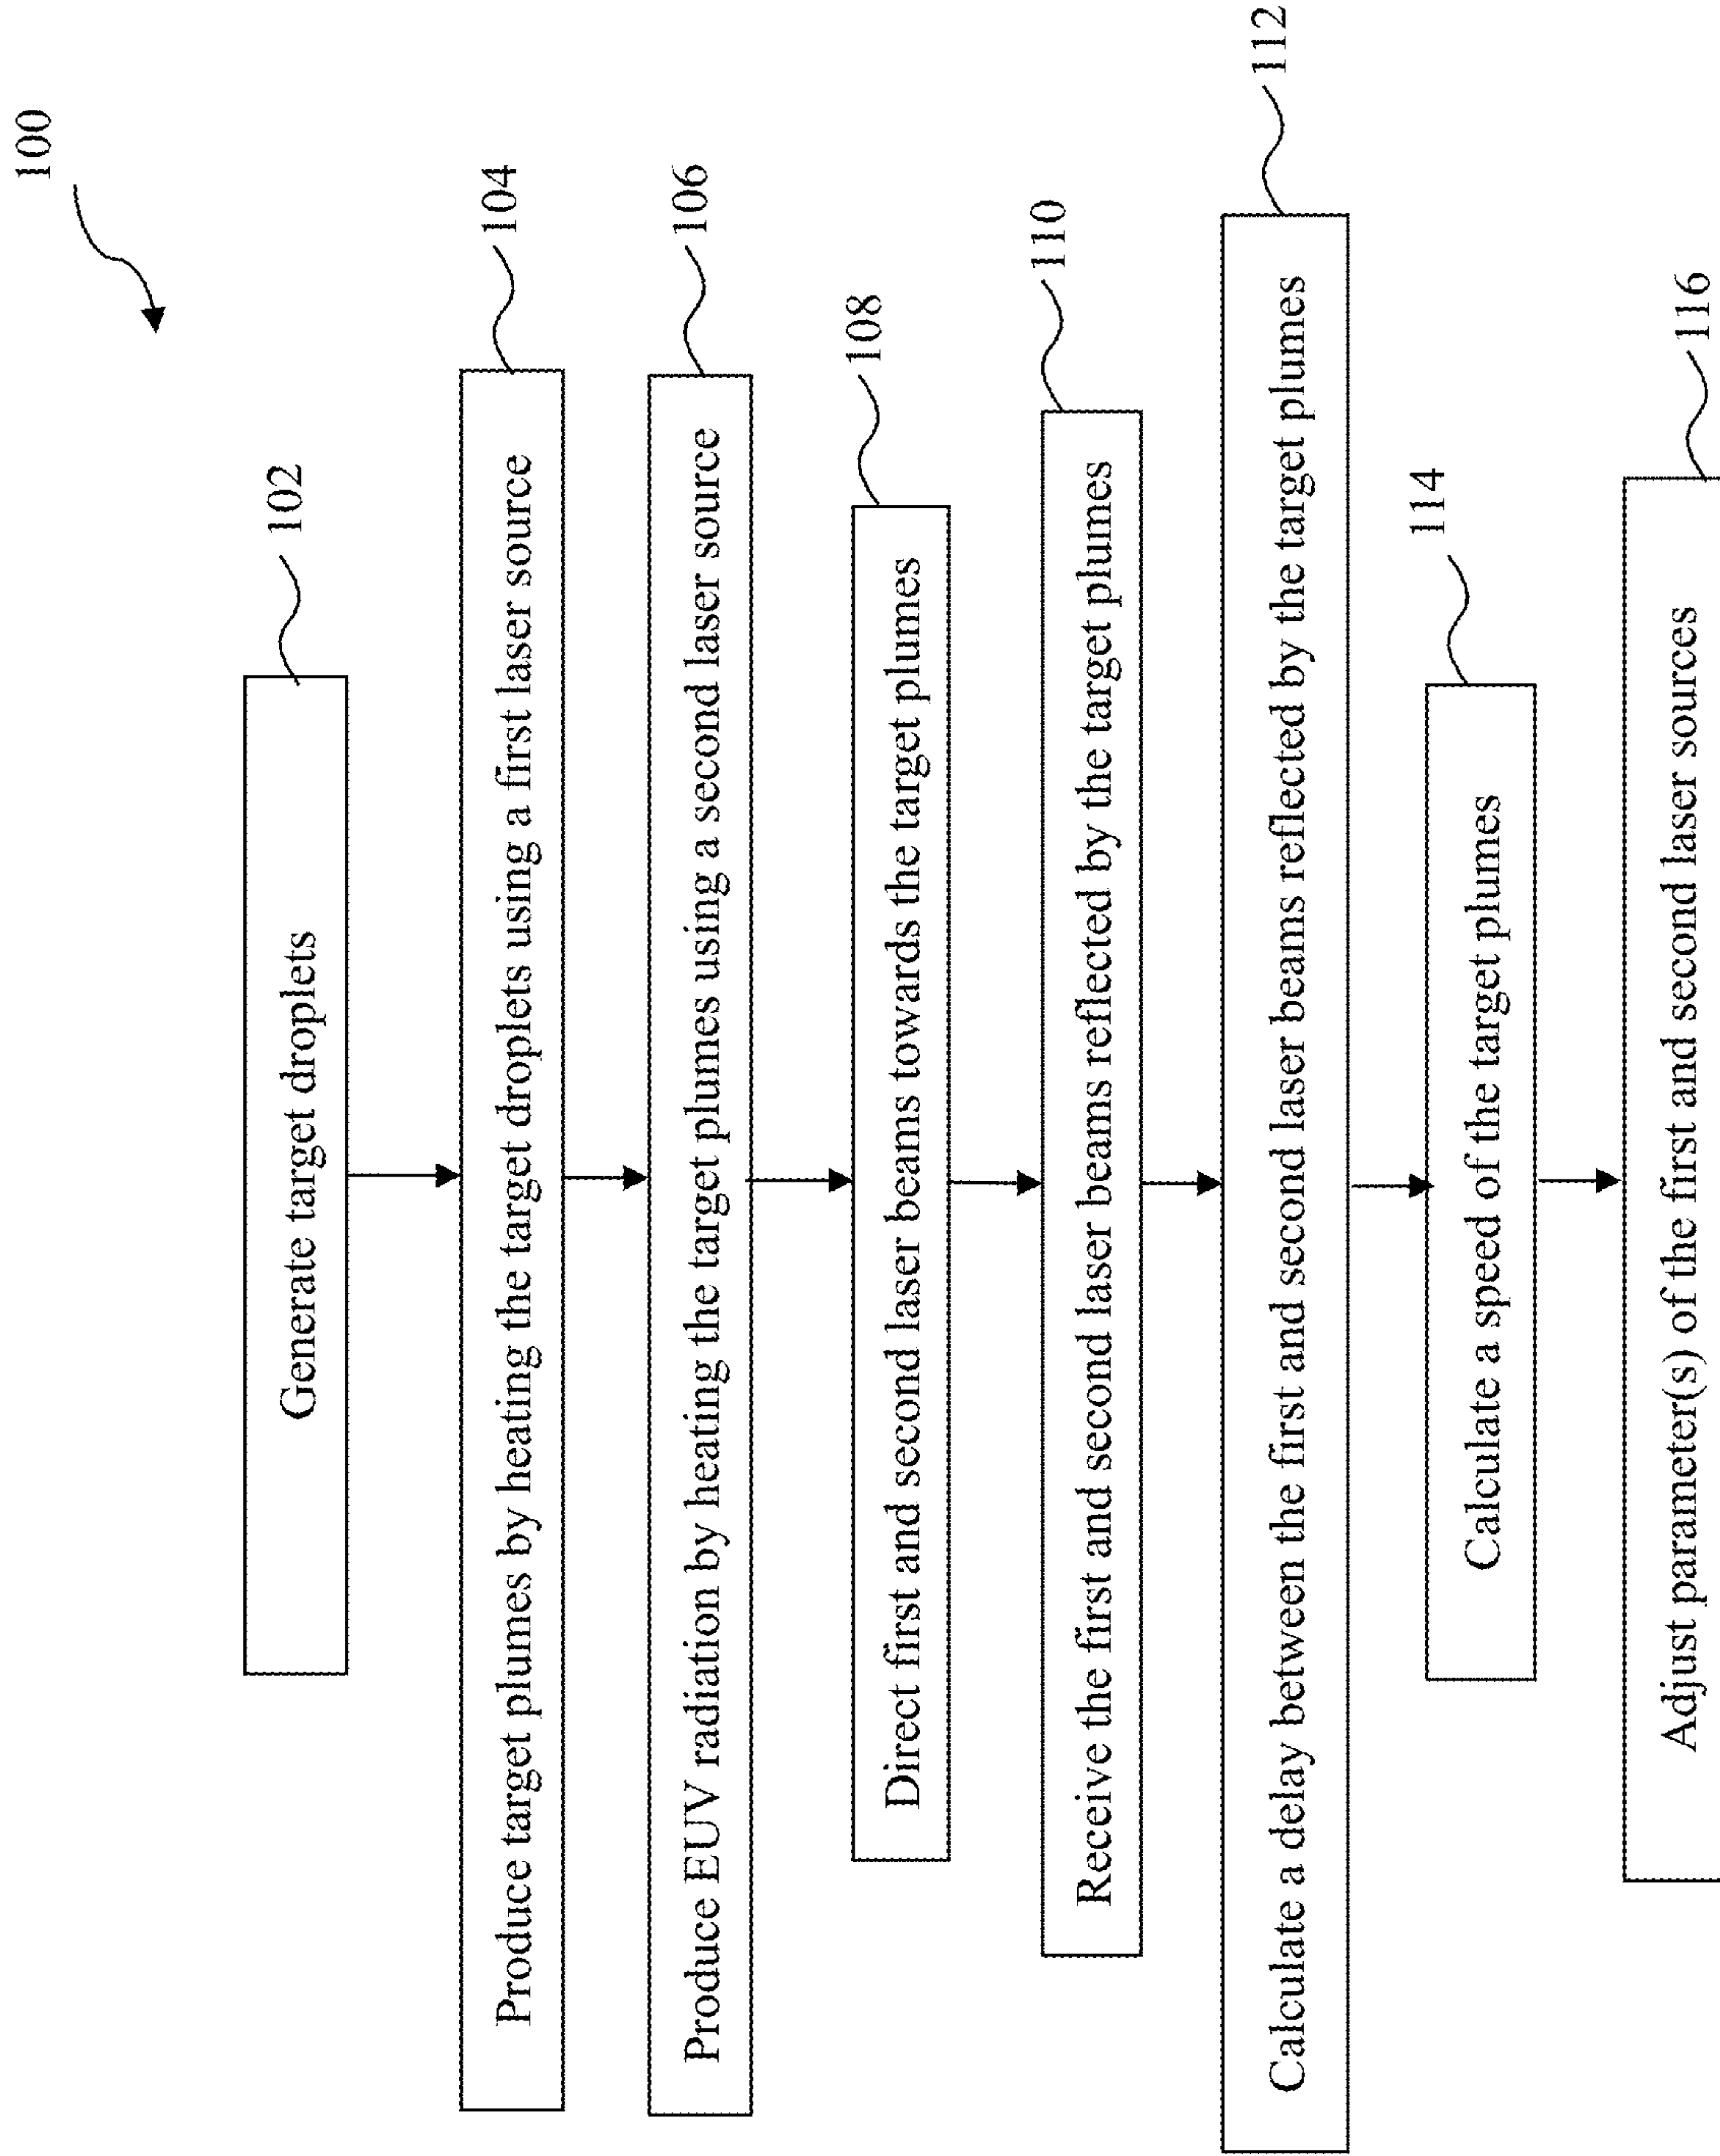 100
Generate target droplets
102
Produce target plumes by heating the target droplets using a first laser source
104
Produce EUV radiation by heating the target plumes using a second laser source
106
Direct first and second laser beams towards the target plumes
108
Receive the first and second laser beams reflected by the target plumes
110
Calculate a delay between the first and second laser beams reflected by the target plumes
112
Calculate a speed of the target plumes
114
Adjust parameter(s) of the first and second laser sources
116